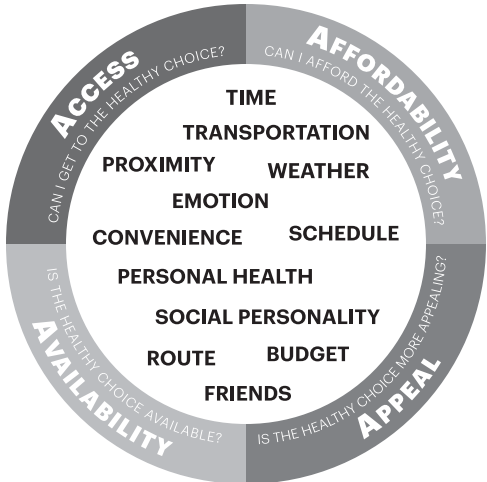 ACCESS
CAN I GET TO THE HEALTHY CHOICE?
AFFORDABILITY
CAN I AFFORD THE HEALTHY CHOICE?
TIME
TRANSPORTATION
PROXIMITY
WEATHER
EMOTION
CONVENIENCE
SCHEDULE
PERSONAL HEALTH
SOCIAL PERSONALITY
ROUTE
BUDGET
FRIENDS
IS THE HEALTHY CHOICE AVAILABLE?
AVAILABILITY
IS THE HEALTHY CHOICE MORE APPEALING?
APPEAL